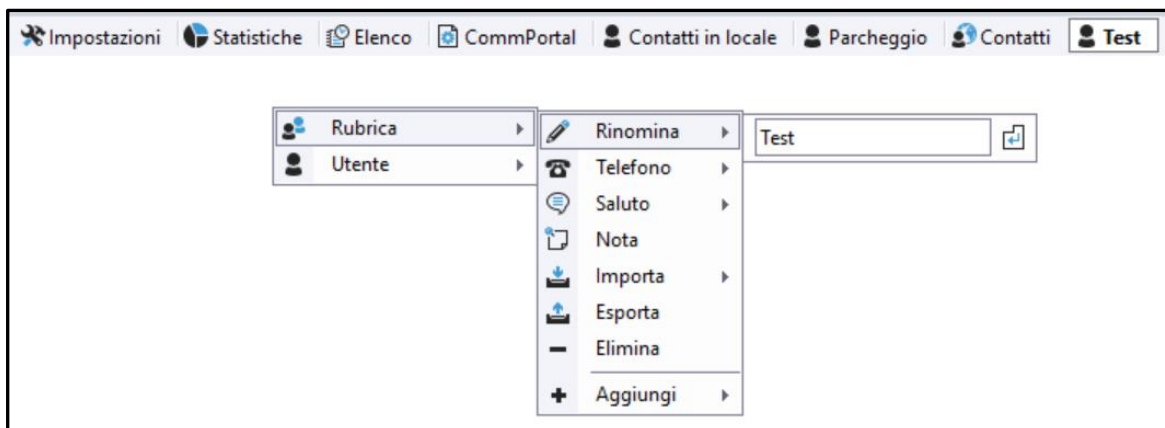 Impostazioni Statistiche Elenco CommPortal Contatti in locale Parcheggio Contatti Test
Rubrica Rinomina Test
Utente Telefono
Saluto
Nota
Importa
Esporta
Elimina
Aggiungi